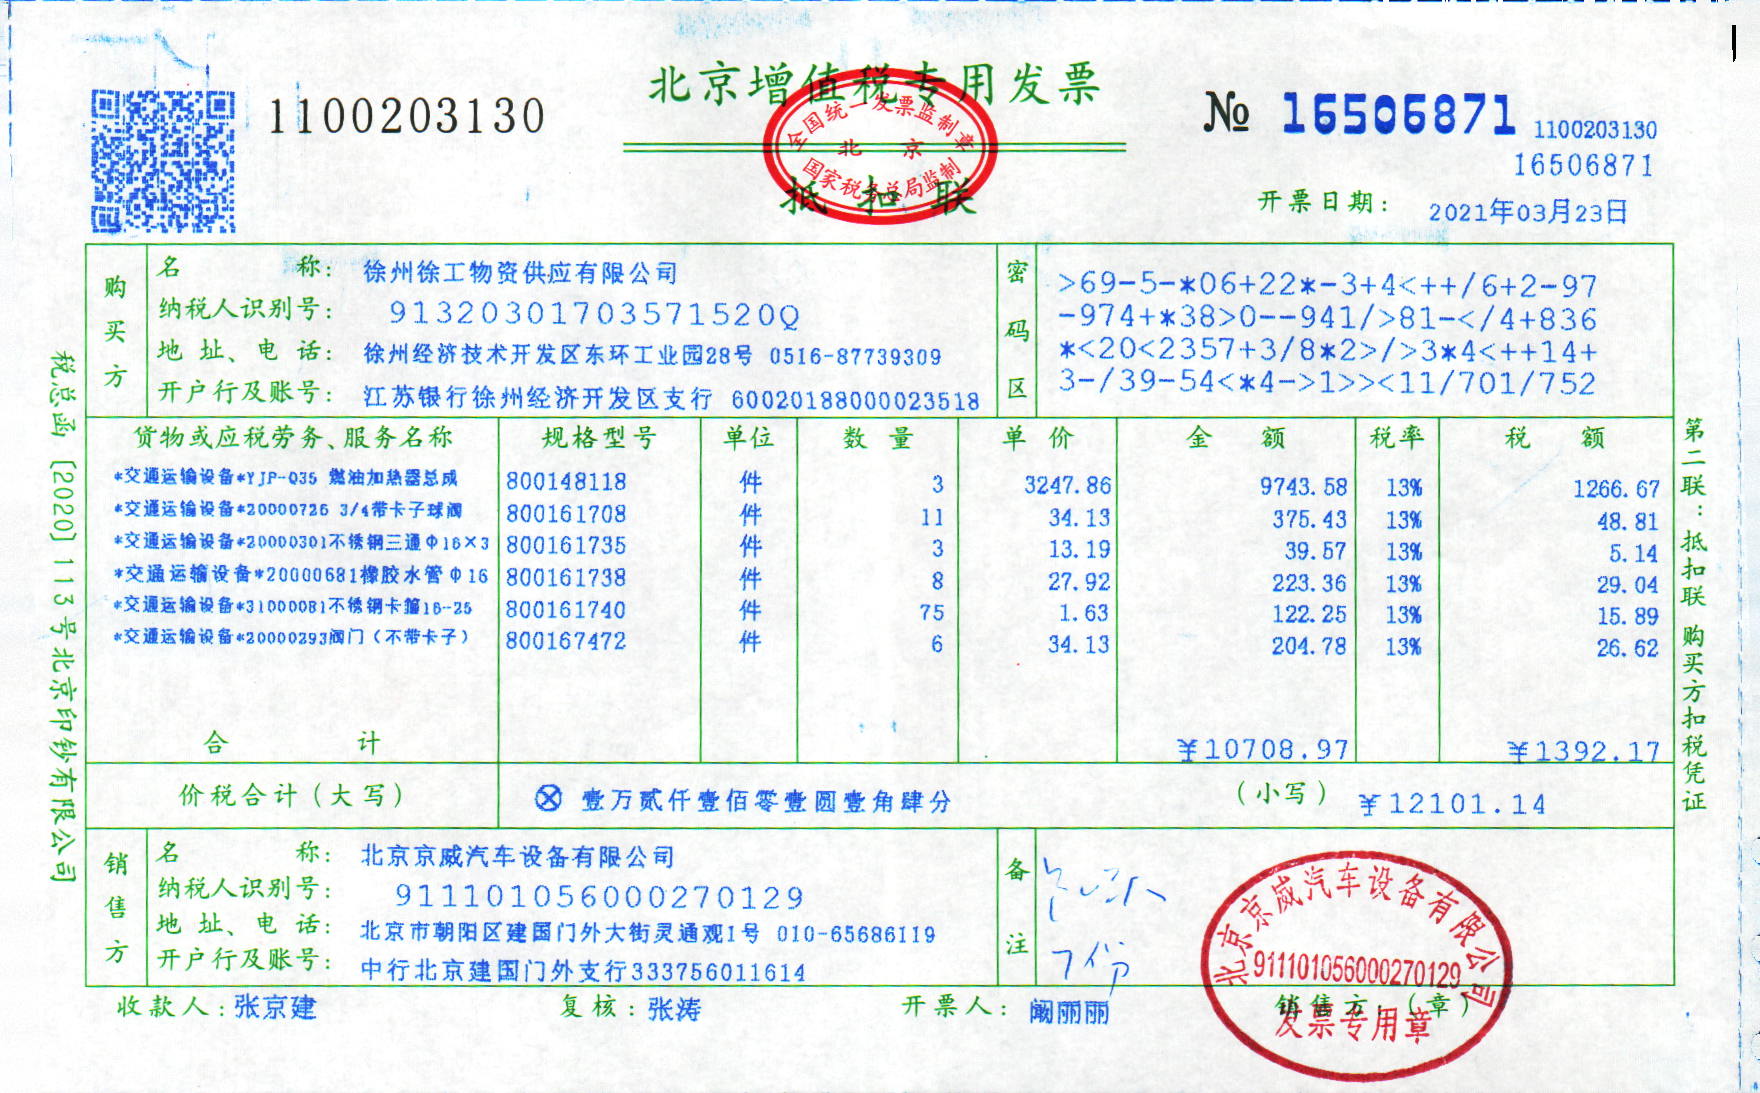 北京增值税专用发票
1100203130
№ 16506871
1100203130
16506871
全国统一发票监制章
北 京
国家税务总局监制
抵扣联
开票日期: 2021年03月23日
购买方
名 称: 徐州徐工物资供应有限公司
纳税人识别号: 91320301703571520Q
地 址、电 话: 徐州经济技术开发区东环工业园28号 0516-87739309
开户行及账号: 江苏银行徐州经济开发区支行 60020188000023518
密码区
>69-5-*06+22*-3+4<++/6+2-97
-974+*38>0--941/>81-</4+836
*<20<2357+3/8*2>/>3*4<++14+
3-/39-54<*4->1>><11/701/752
货物或应税劳务、服务名称 规格型号 单位 数 量 单 价 金 额 税率 税 额
*交通运输设备*YJP-Q35 燃油加热器总成 800148118 件 3 3247.86 9743.58 13% 1266.67
*交通运输设备*20000726 3/4带卡子球阀 800161708 件 11 34.13 375.43 13% 48.81
*交通运输设备*20000301不锈钢三通Φ16×3 800161735 件 3 13.19 39.57 13% 5.14
*交通运输设备*20000681橡胶水管Φ16 800161738 件 8 27.92 223.36 13% 29.04
*交通运输设备*31000081不锈钢卡箍16-25 800161740 件 75 1.63 122.25 13% 15.89
*交通运输设备*20000293阀门（不带卡子） 800167472 件 6 34.13 204.78 13% 26.62
合 计 ¥10708.97 ¥1392.17
价税合计（大写） ⊗ 壹万贰仟壹佰零壹圆壹角肆分 （小写） ¥12101.14
销售方
名 称: 北京京威汽车设备有限公司
纳税人识别号: 911101056000270129
地 址、电 话: 北京市朝阳区建国门外大街灵通观1号 010-65686119
开户行及账号: 中行北京建国门外支行333756011614
备注
7份
北京京威汽车设备有限公司
911101056000270129
发票专用章
收款人: 张京建 复核: 张涛 开票人: 阚丽丽 销售方:（章）
税总函［2020］113号北京印钞有限公司
第二联：抵扣联 购买方扣税凭证